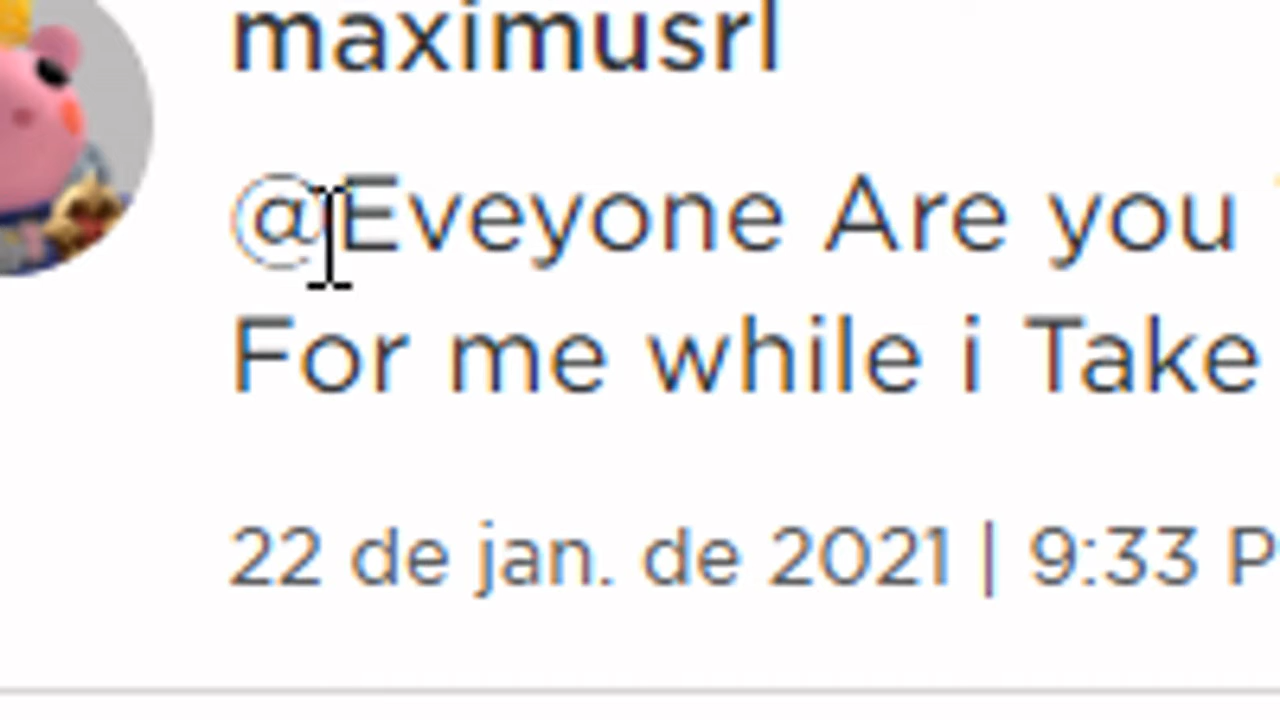 maximusrl
@Eveyone Are you
For me while i Take
22 de jan. de 2021 | 9:33 P